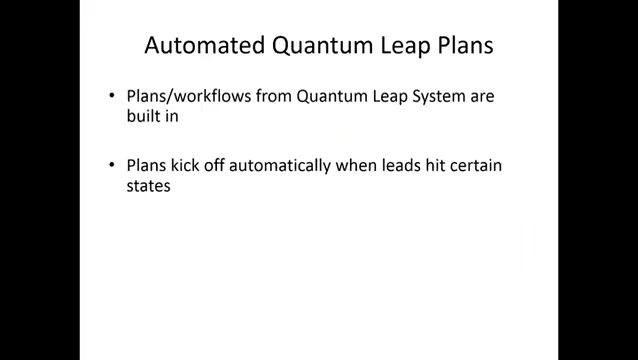 Automated Quantum Leap Plans
• Plans/workflows from Quantum Leap System are
built in
• Plans kick off automatically when leads hit certain
states